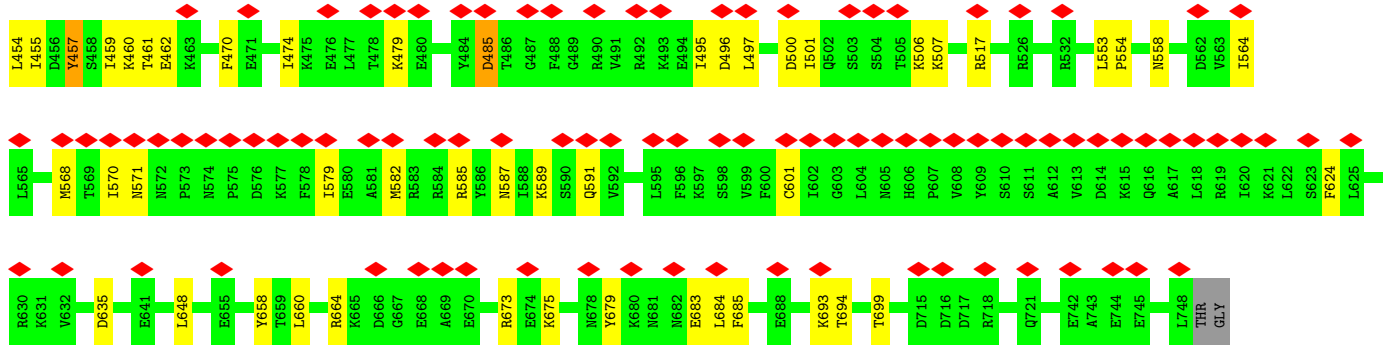 L454 I455 D456 Y457 S458 I459 K460 T461 E462 K463 F470 E471 I474 K475 E476 L477 T478 K479 E480 Y484 D485 T486 G487 F488 G489 R490 V491 R492 K493 E494 I495 D496 L497 D500 I501 Q502 S503 S504 T505 K506 K507 R517 R526 R532 L553 P554 N558 D562 V563 I564
L565 M568 T569 I570 N571 N572 P573 N574 P575 D576 K577 F578 I579 E580 A581 M582 R583 R584 R585 Y586 N587 I588 K589 S590 Q591 V592 L595 F596 K597 S598 V599 F600 C601 I602 G603 L604 N605 H606 P607 V608 Y609 S610 S611 A612 V613 D614 K615 Q616 A617 L618 R619 I620 K621 L622 S623 F624 L625
R630 K631 V632 D635 E641 L648 E655 Y658 T659 L660 R664 K665 D666 G667 E668 A669 E670 R673 E674 K675 N678 Y679 K680 N681 N682 E683 L684 F685 E688 K693 T694 T699 D715 D716 D717 R718 Q721 E742 A743 E744 E745 L748 THR GLY